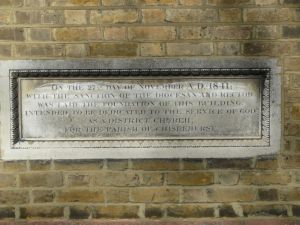 ON THE 27TH DAY OF NOVEMBER A.D. 1841,
WITH THE SANCTION OF THE DIOCESAN AND RECTOR
WAS LAID THE FOUNDATION OF THIS BUILDING
INTENDED TO BE DEDICATED TO THE SERVICE OF GOD
AS A DISTRICT CHURCH,
FOR THE PARISH OF CHISLEHURST.